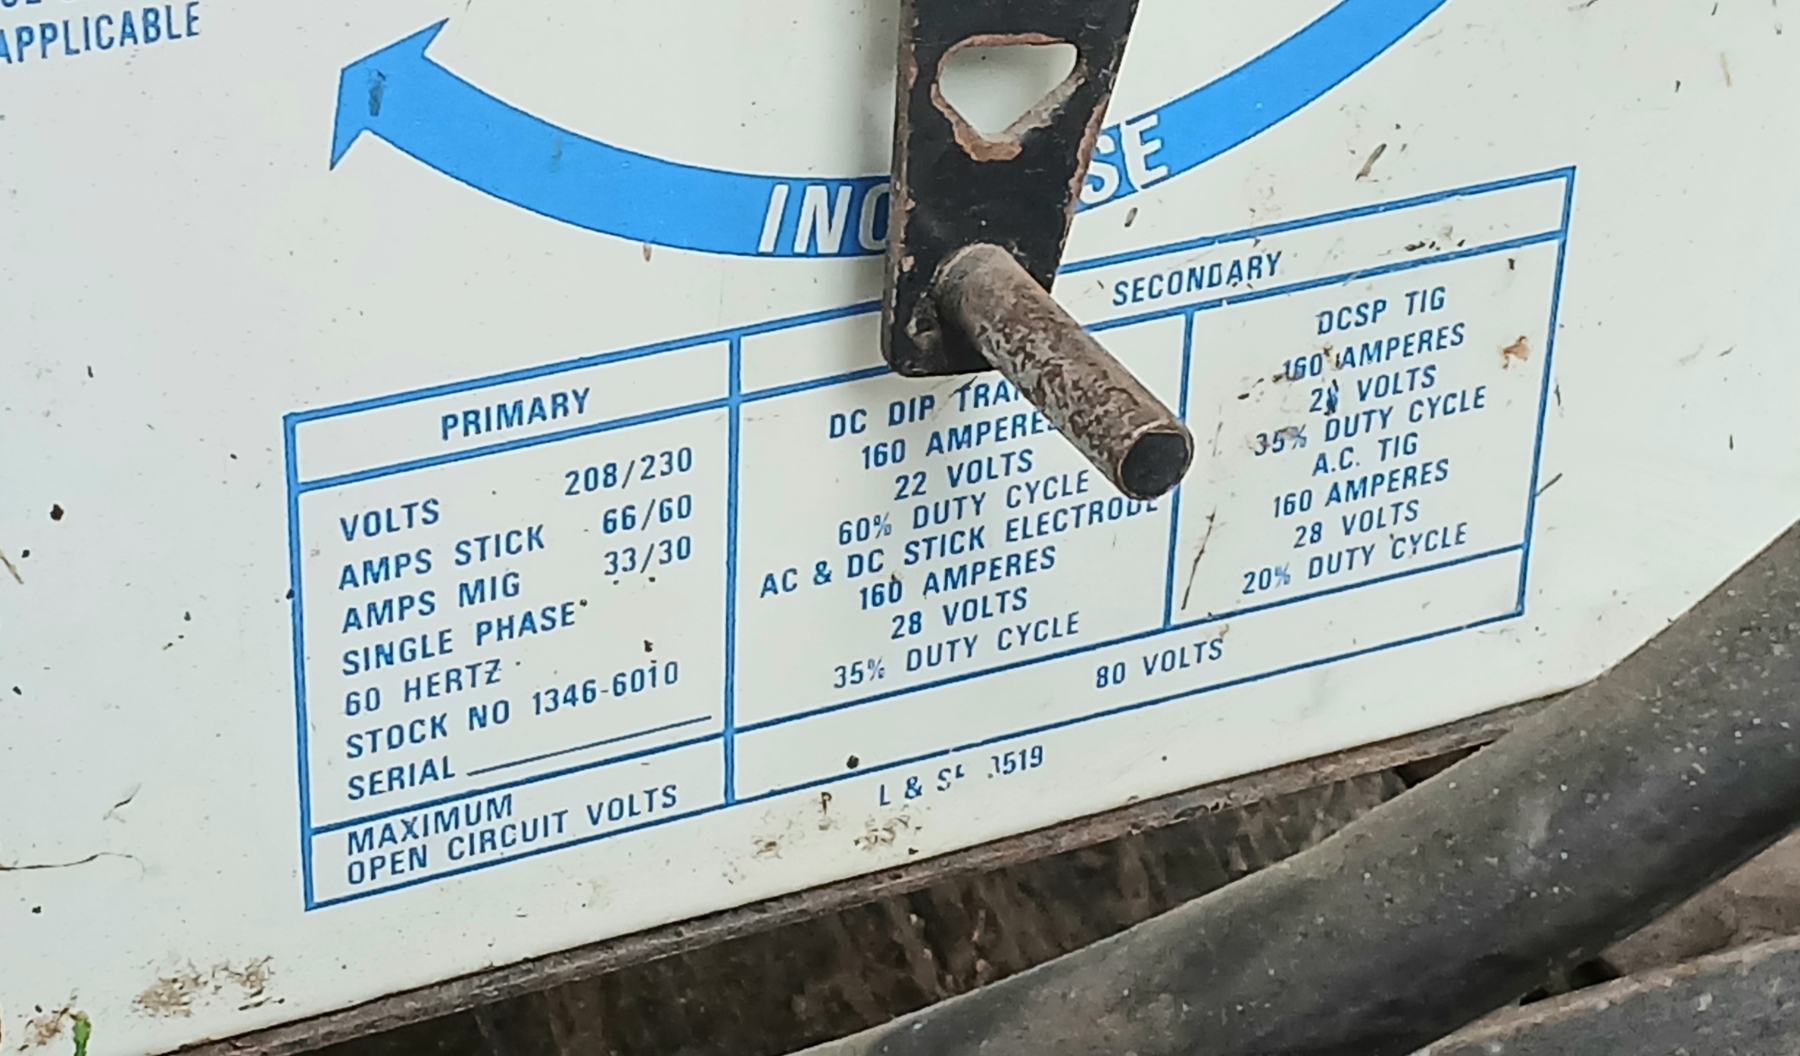 APPLICABLE
PRIMARY
VOLTS 208/230
AMPS STICK 66/60
AMPS MIG 33/30
SINGLE PHASE
60 HERTZ
STOCK NO 1346-6010
SERIAL
MAXIMUM
OPEN CIRCUIT VOLTS
SECONDARY
DC DIP
160 AMPERES
22 VOLTS
60% DUTY CYCLE
AC & DC STICK ELECTRODE
160 AMPERES
28 VOLTS
35% DUTY CYCLE
DCSP TIG
160 AMPERES
VOLTS
35% DUTY CYCLE
A.C. TIG
160 AMPERES
28 VOLTS
20% DUTY CYCLE
80 VOLTS